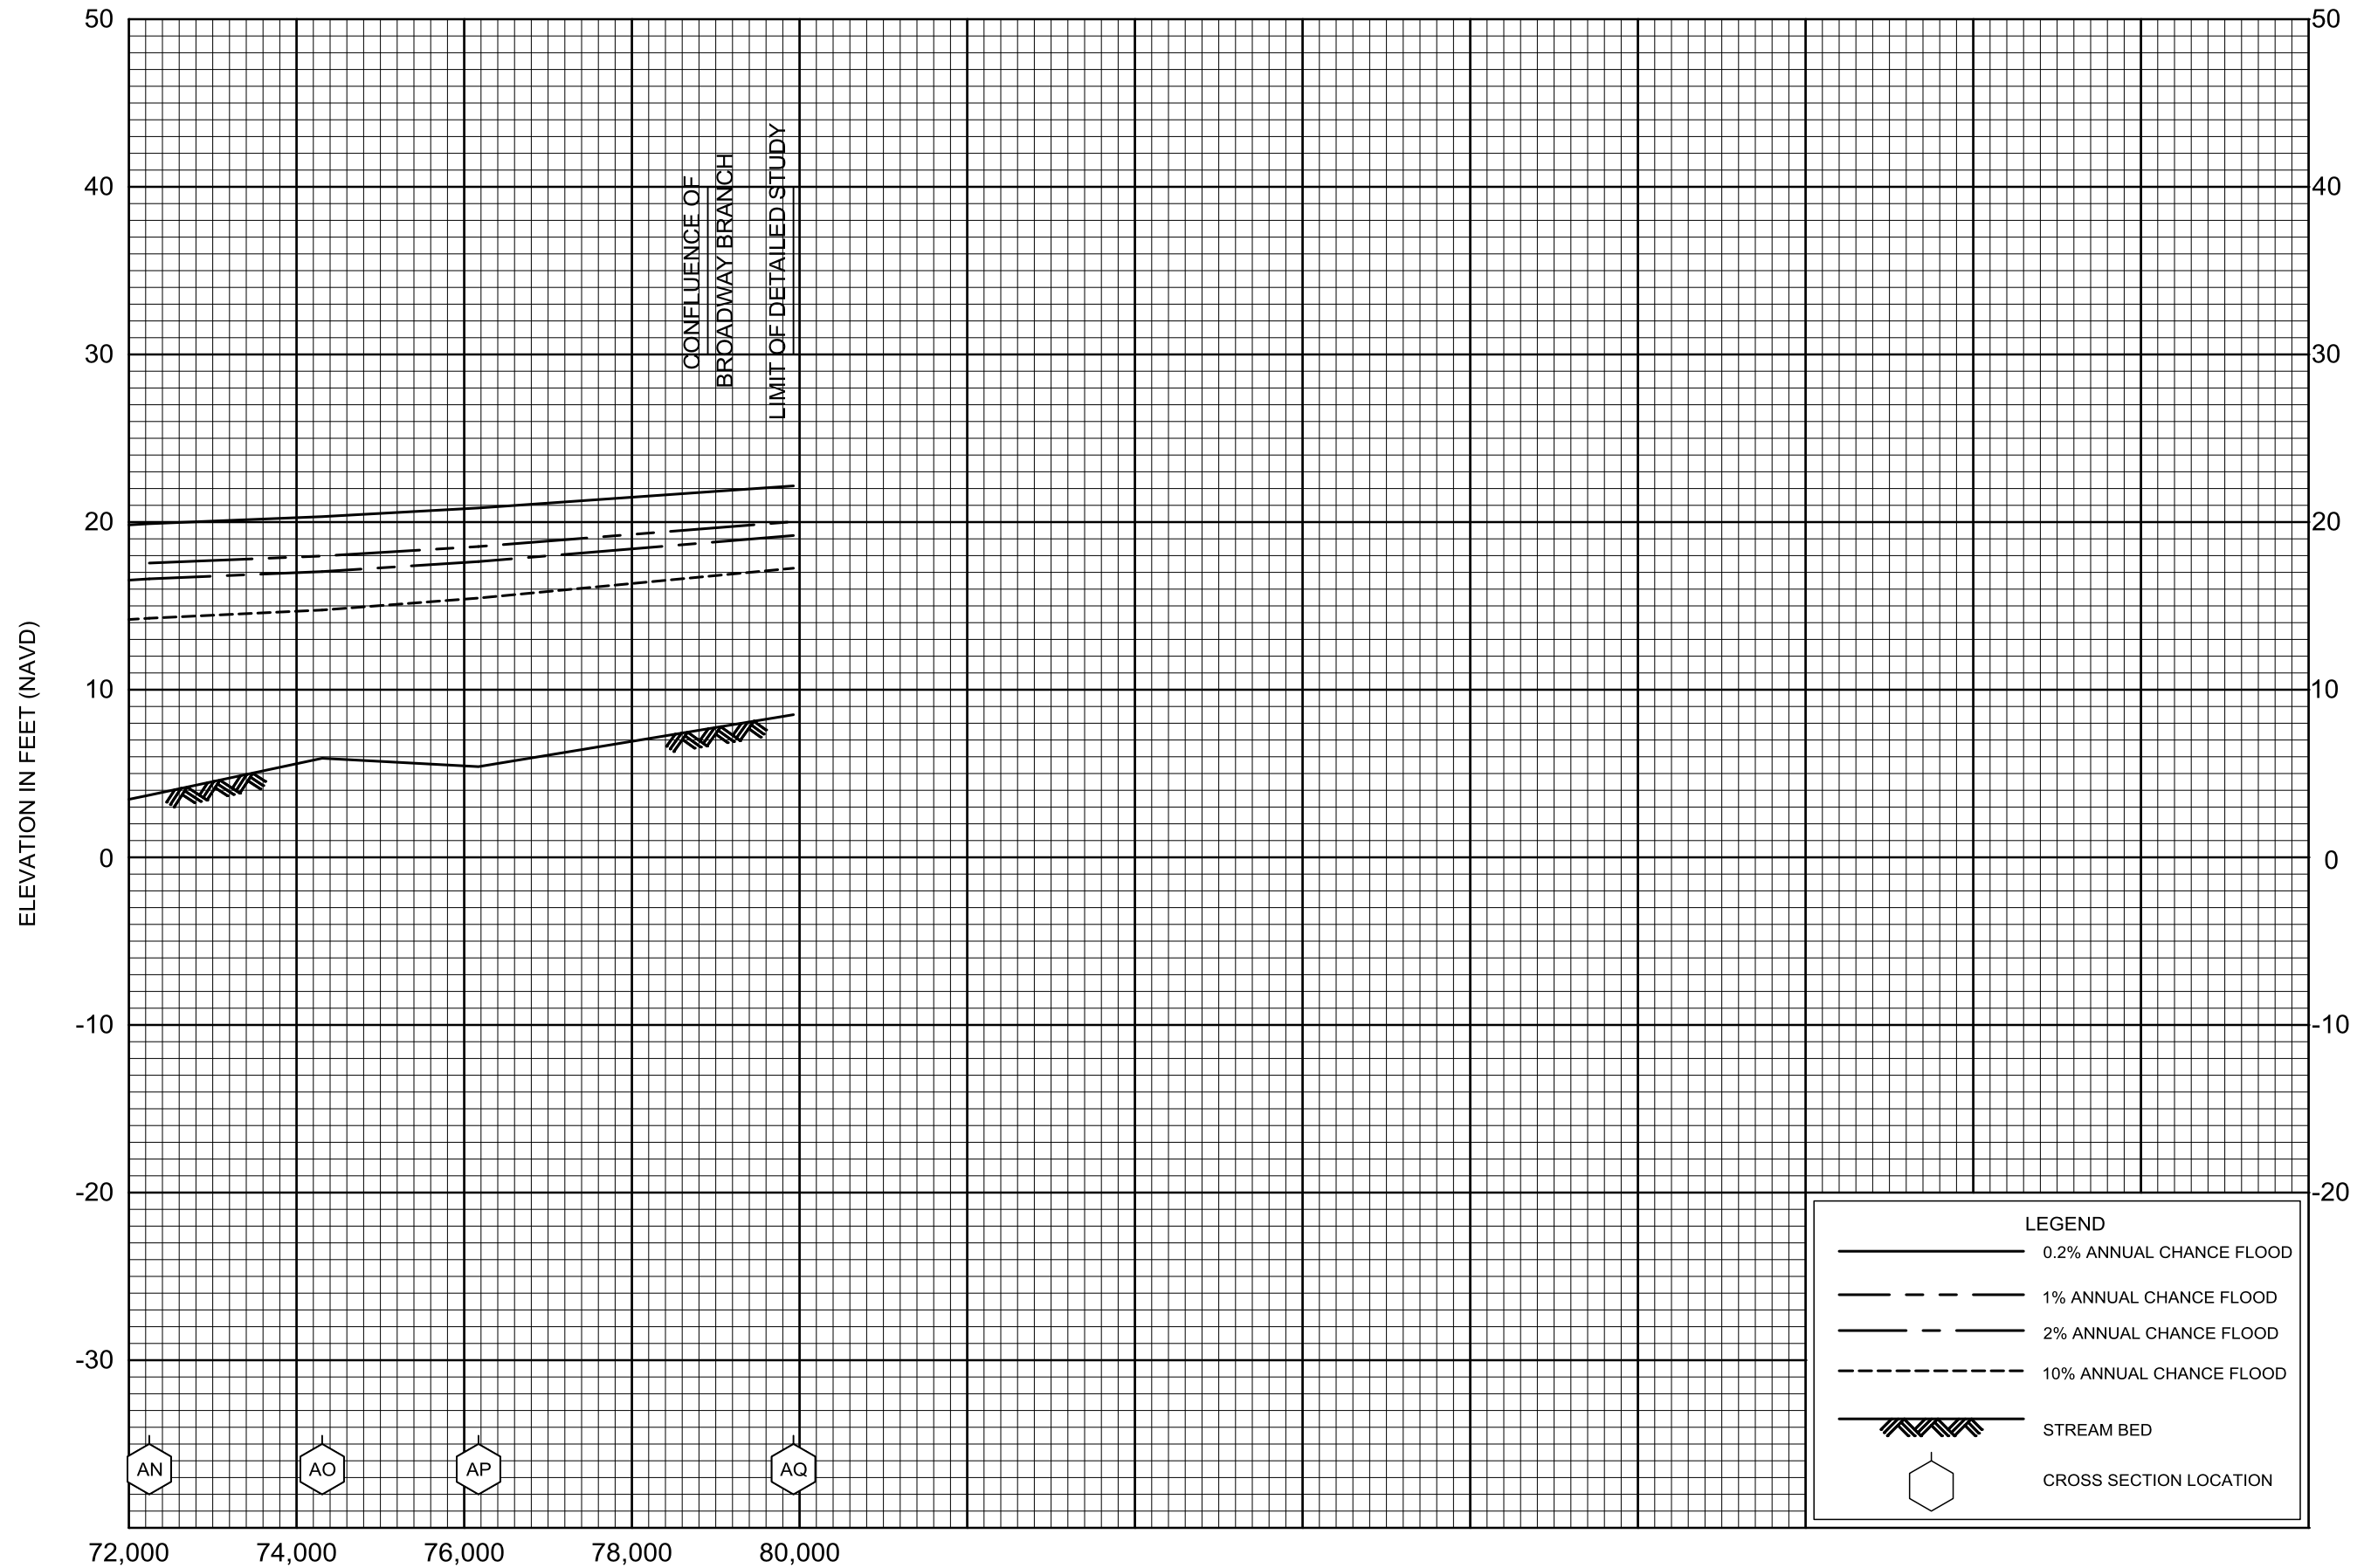 50
50
40
40
30
30
20
20
10
10
0
0
-10
-10
-20
-20
-30
ELEVATION IN FEET (NAVD)
CONFLUENCE OF
BROADWAY BRANCH
LIMIT OF DETAILED STUDY
AN
AO
AP
AQ
72,000
74,000
76,000
78,000
80,000
LEGEND
0.2% ANNUAL CHANCE FLOOD
1% ANNUAL CHANCE FLOOD
2% ANNUAL CHANCE FLOOD
10% ANNUAL CHANCE FLOOD
STREAM BED
CROSS SECTION LOCATION